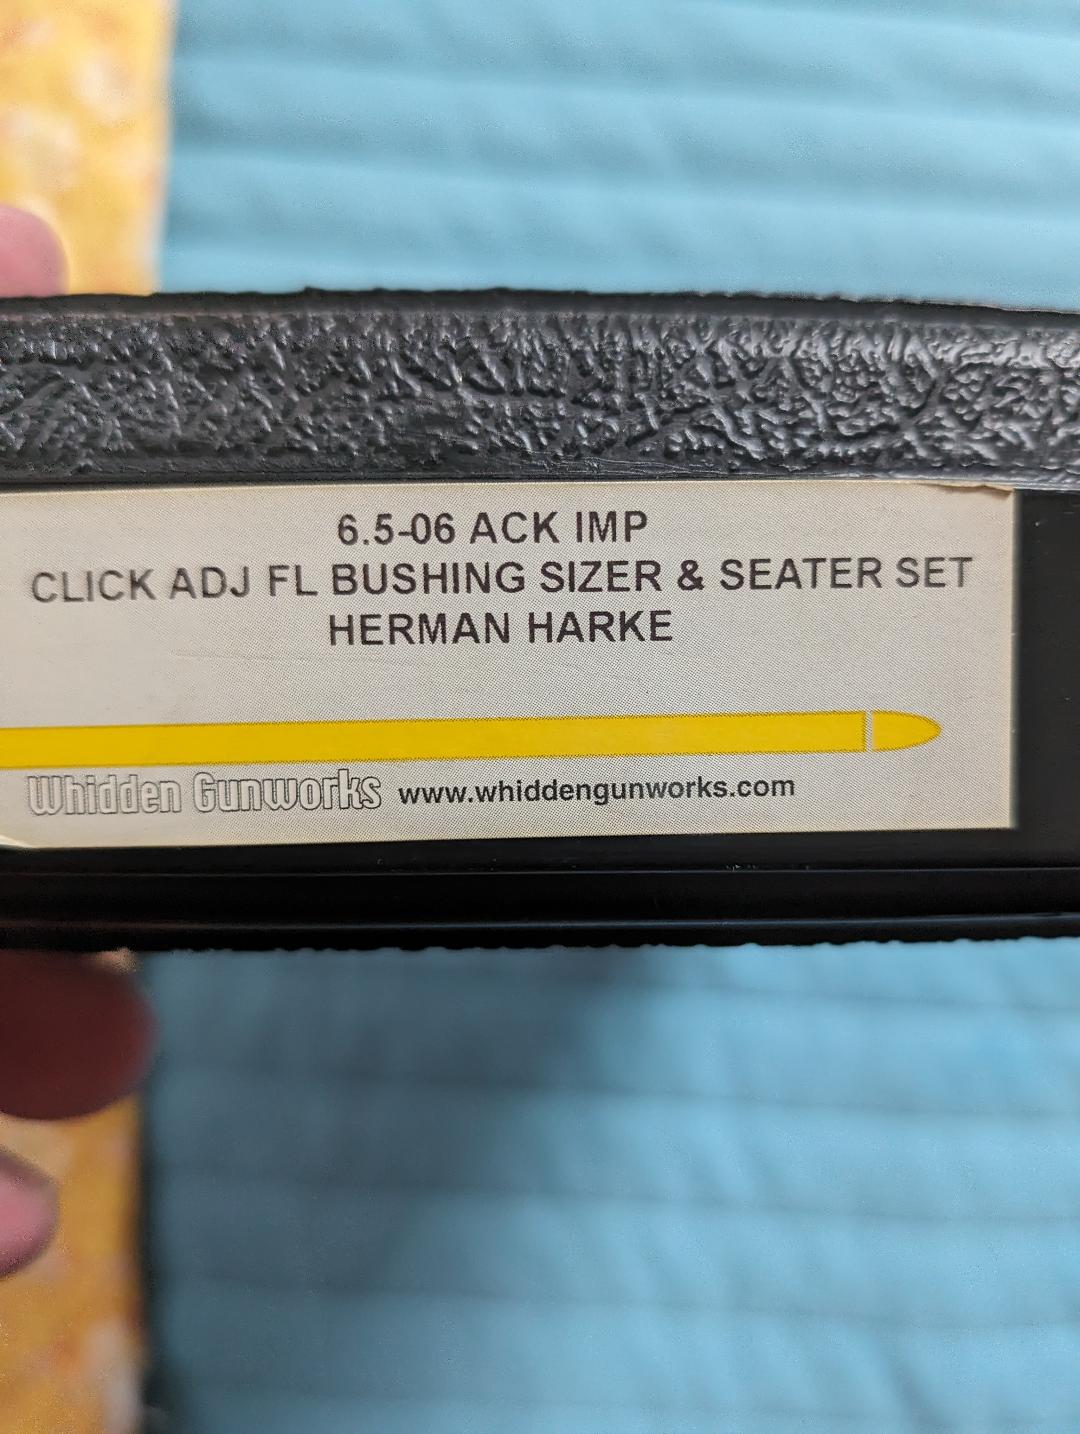 6.5-06 ACK IMP
CLICK ADJ FL BUSHING SIZER & SEATER SET
HERMAN HARKE
Whidden Gunworks www.whiddengunworks.com